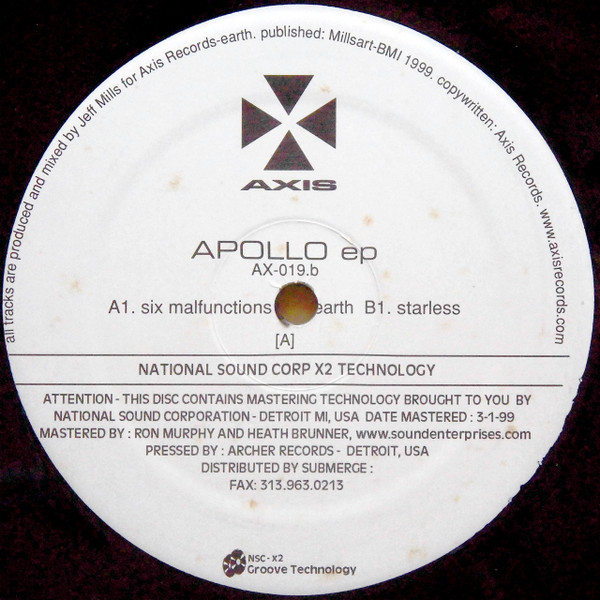 all tracks are produced and mixed by Jeff Mills for Axis Records-earth. published: Millsart-BMI 1999. copywritten: Axis Records. www.axisrecords.com
AXIS
APOLLO ep
AX-019.b
A1. six malfunctions earth B1. starless
[A]
NATIONAL SOUND CORP X2 TECHNOLOGY
ATTENTION - THIS DISC CONTAINS MASTERING TECHNOLOGY BROUGHT TO YOU BY
NATIONAL SOUND CORPORATION - DETROIT MI, USA DATE MASTERED : 3-1-99
MASTERED BY : RON MURPHY AND HEATH BRUNNER, www.soundenterprises.com
PRESSED BY : ARCHER RECORDS - DETROIT, USA
DISTRIBUTED BY SUBMERGE :
FAX: 313.963.0213
NSC-X2
Groove Technology